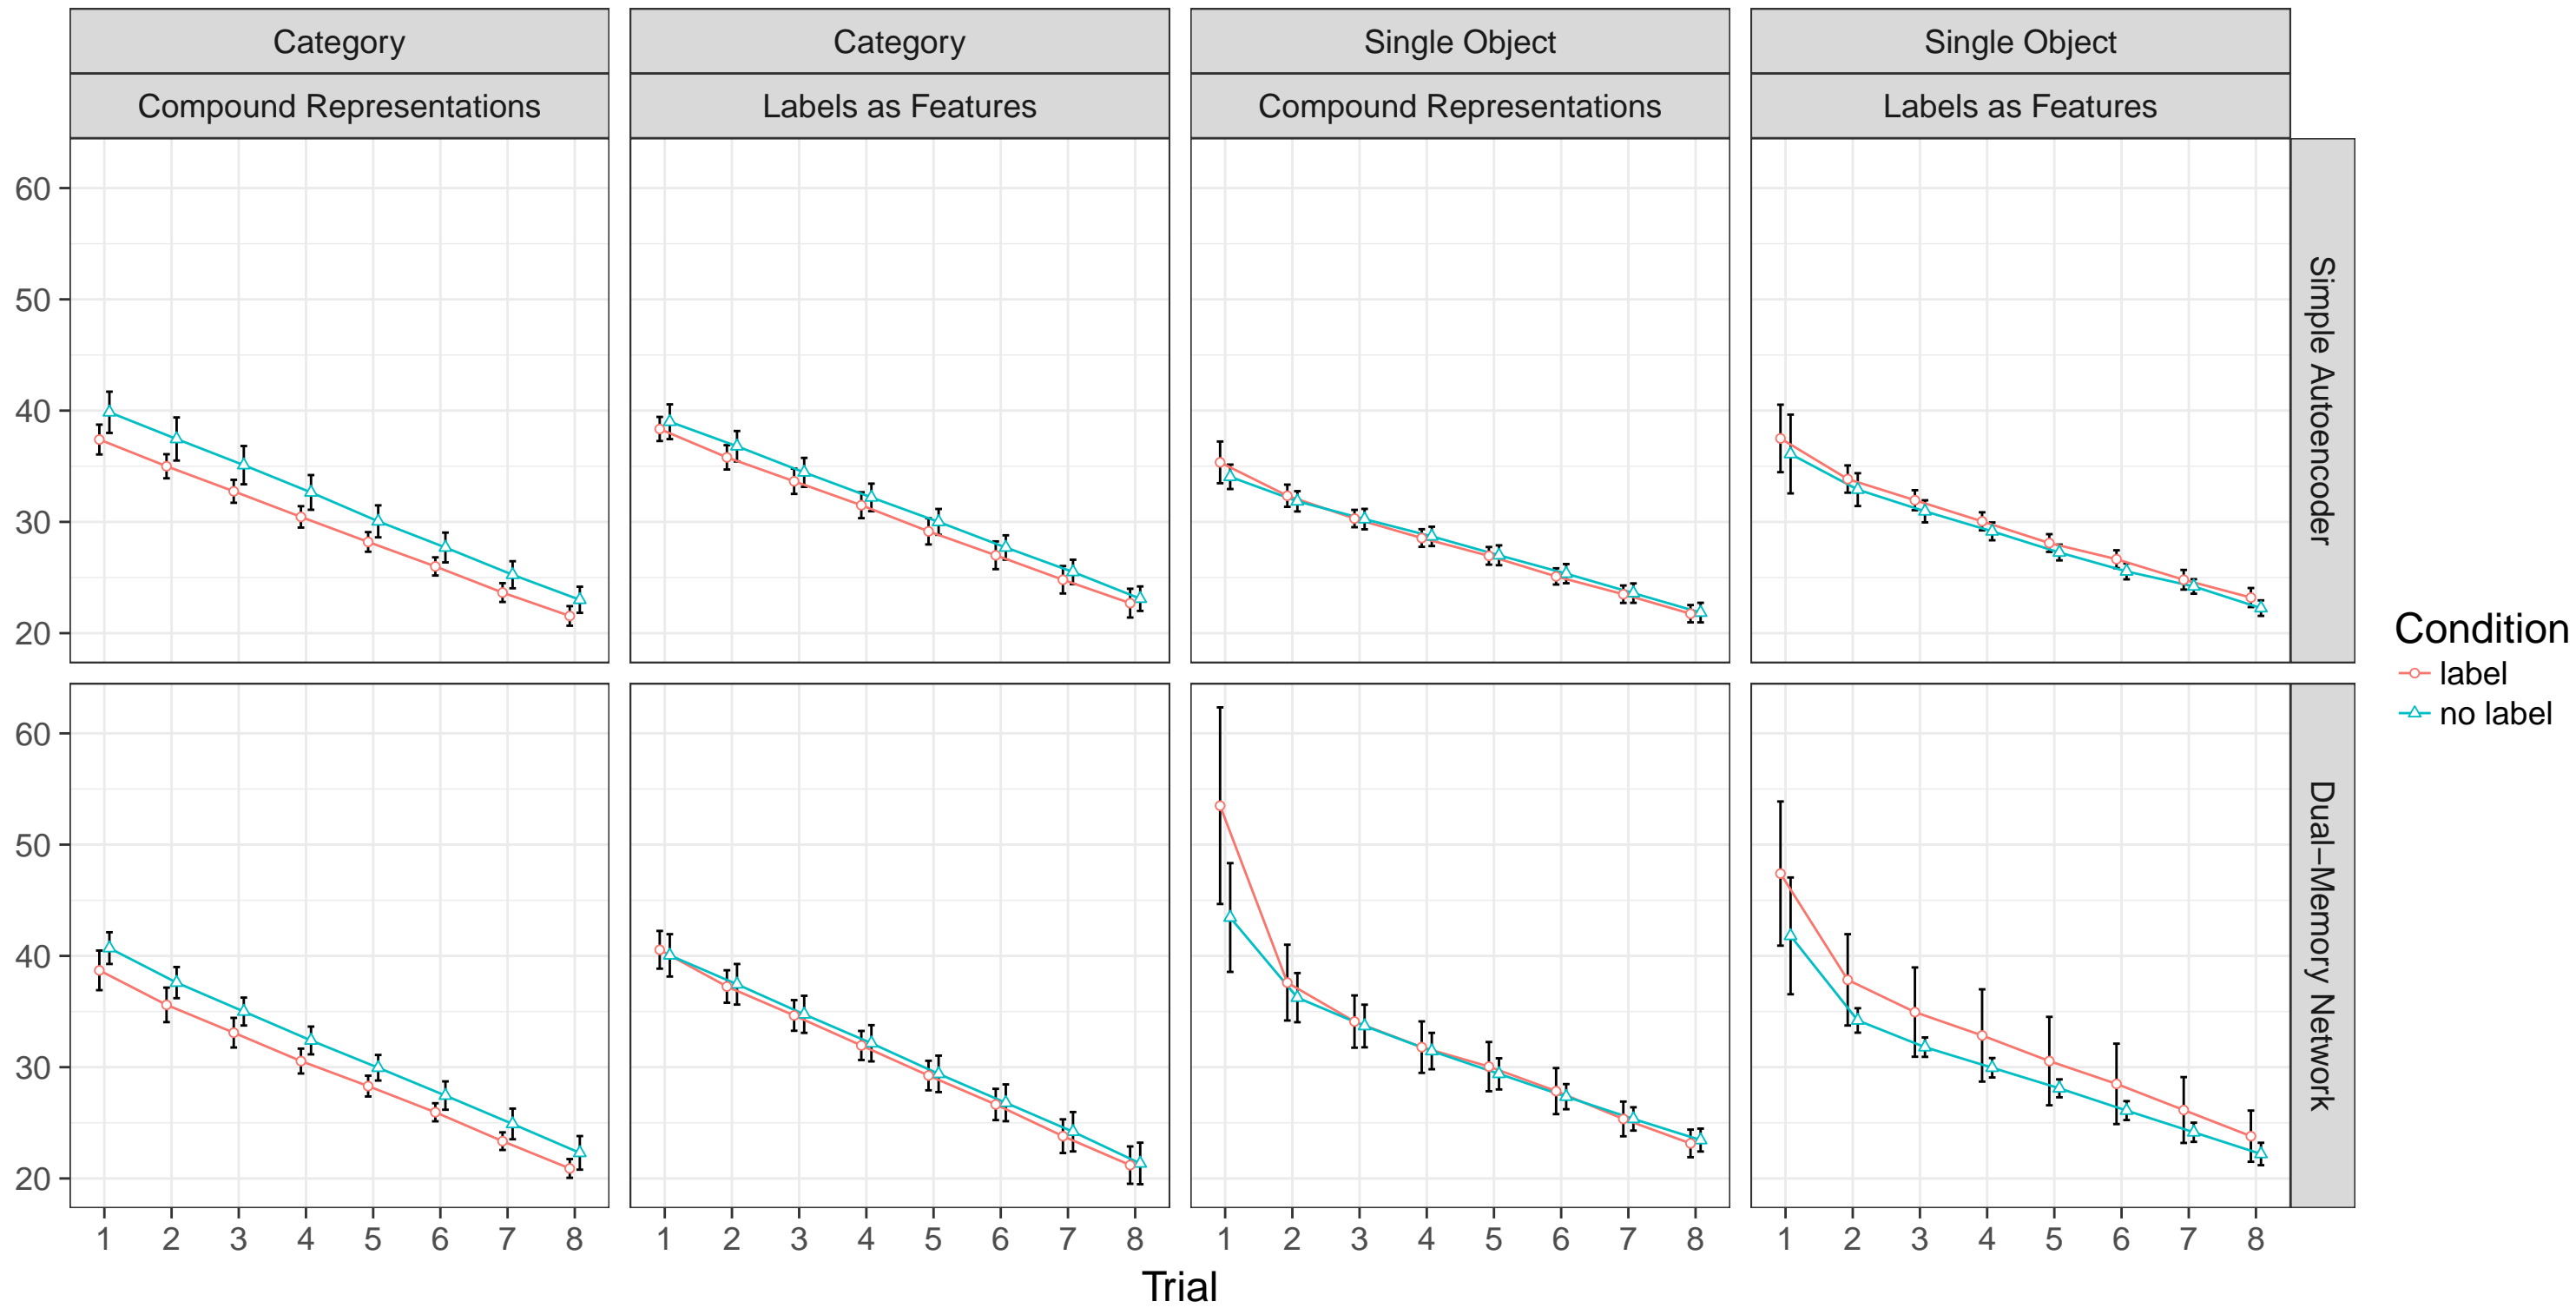 Category
Category
Single Object
Single Object
Compound Representations
Labels as Features
Compound Representations
Labels as Features
60
50
40
30
20
Simple Autoencoder
60
50
40
30
20
Dual−Memory Network
1 2 3 4 5 6 7 8
1 2 3 4 5 6 7 8
1 2 3 4 5 6 7 8
1 2 3 4 5 6 7 8
Trial
Condition
label
no label